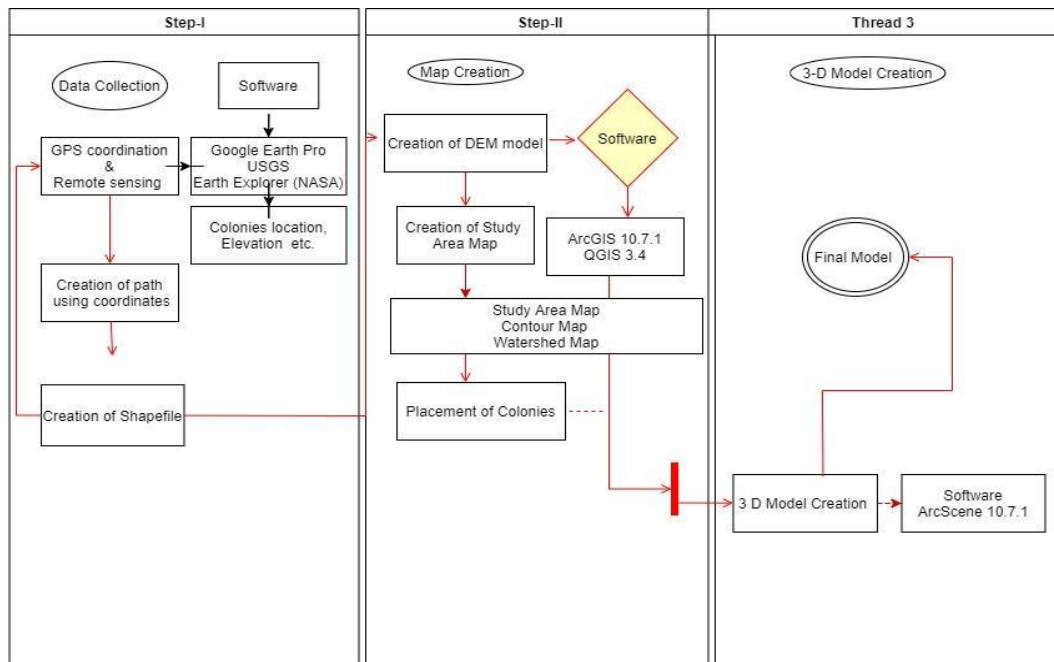 Step-I
Data Collection
Software
GPS coordination
&
Remote sensing
Google Earth Pro
USGS
Earth Explorer (NASA)
Colonies location,
Elevation etc.
Creation of path
using coordinates
Creation of Shapefile
Step-II
Map Creation
Creation of DEM model
Software
Creation of Study
Area Map
ArcGIS 10.7.1
QGIS 3.4
Study Area Map
Contour Map
Watershed Map
Placement of Colonies
Thread 3
3-D Model Creation
Final Model
3 D Model Creation
Software
ArcScene 10.7.1